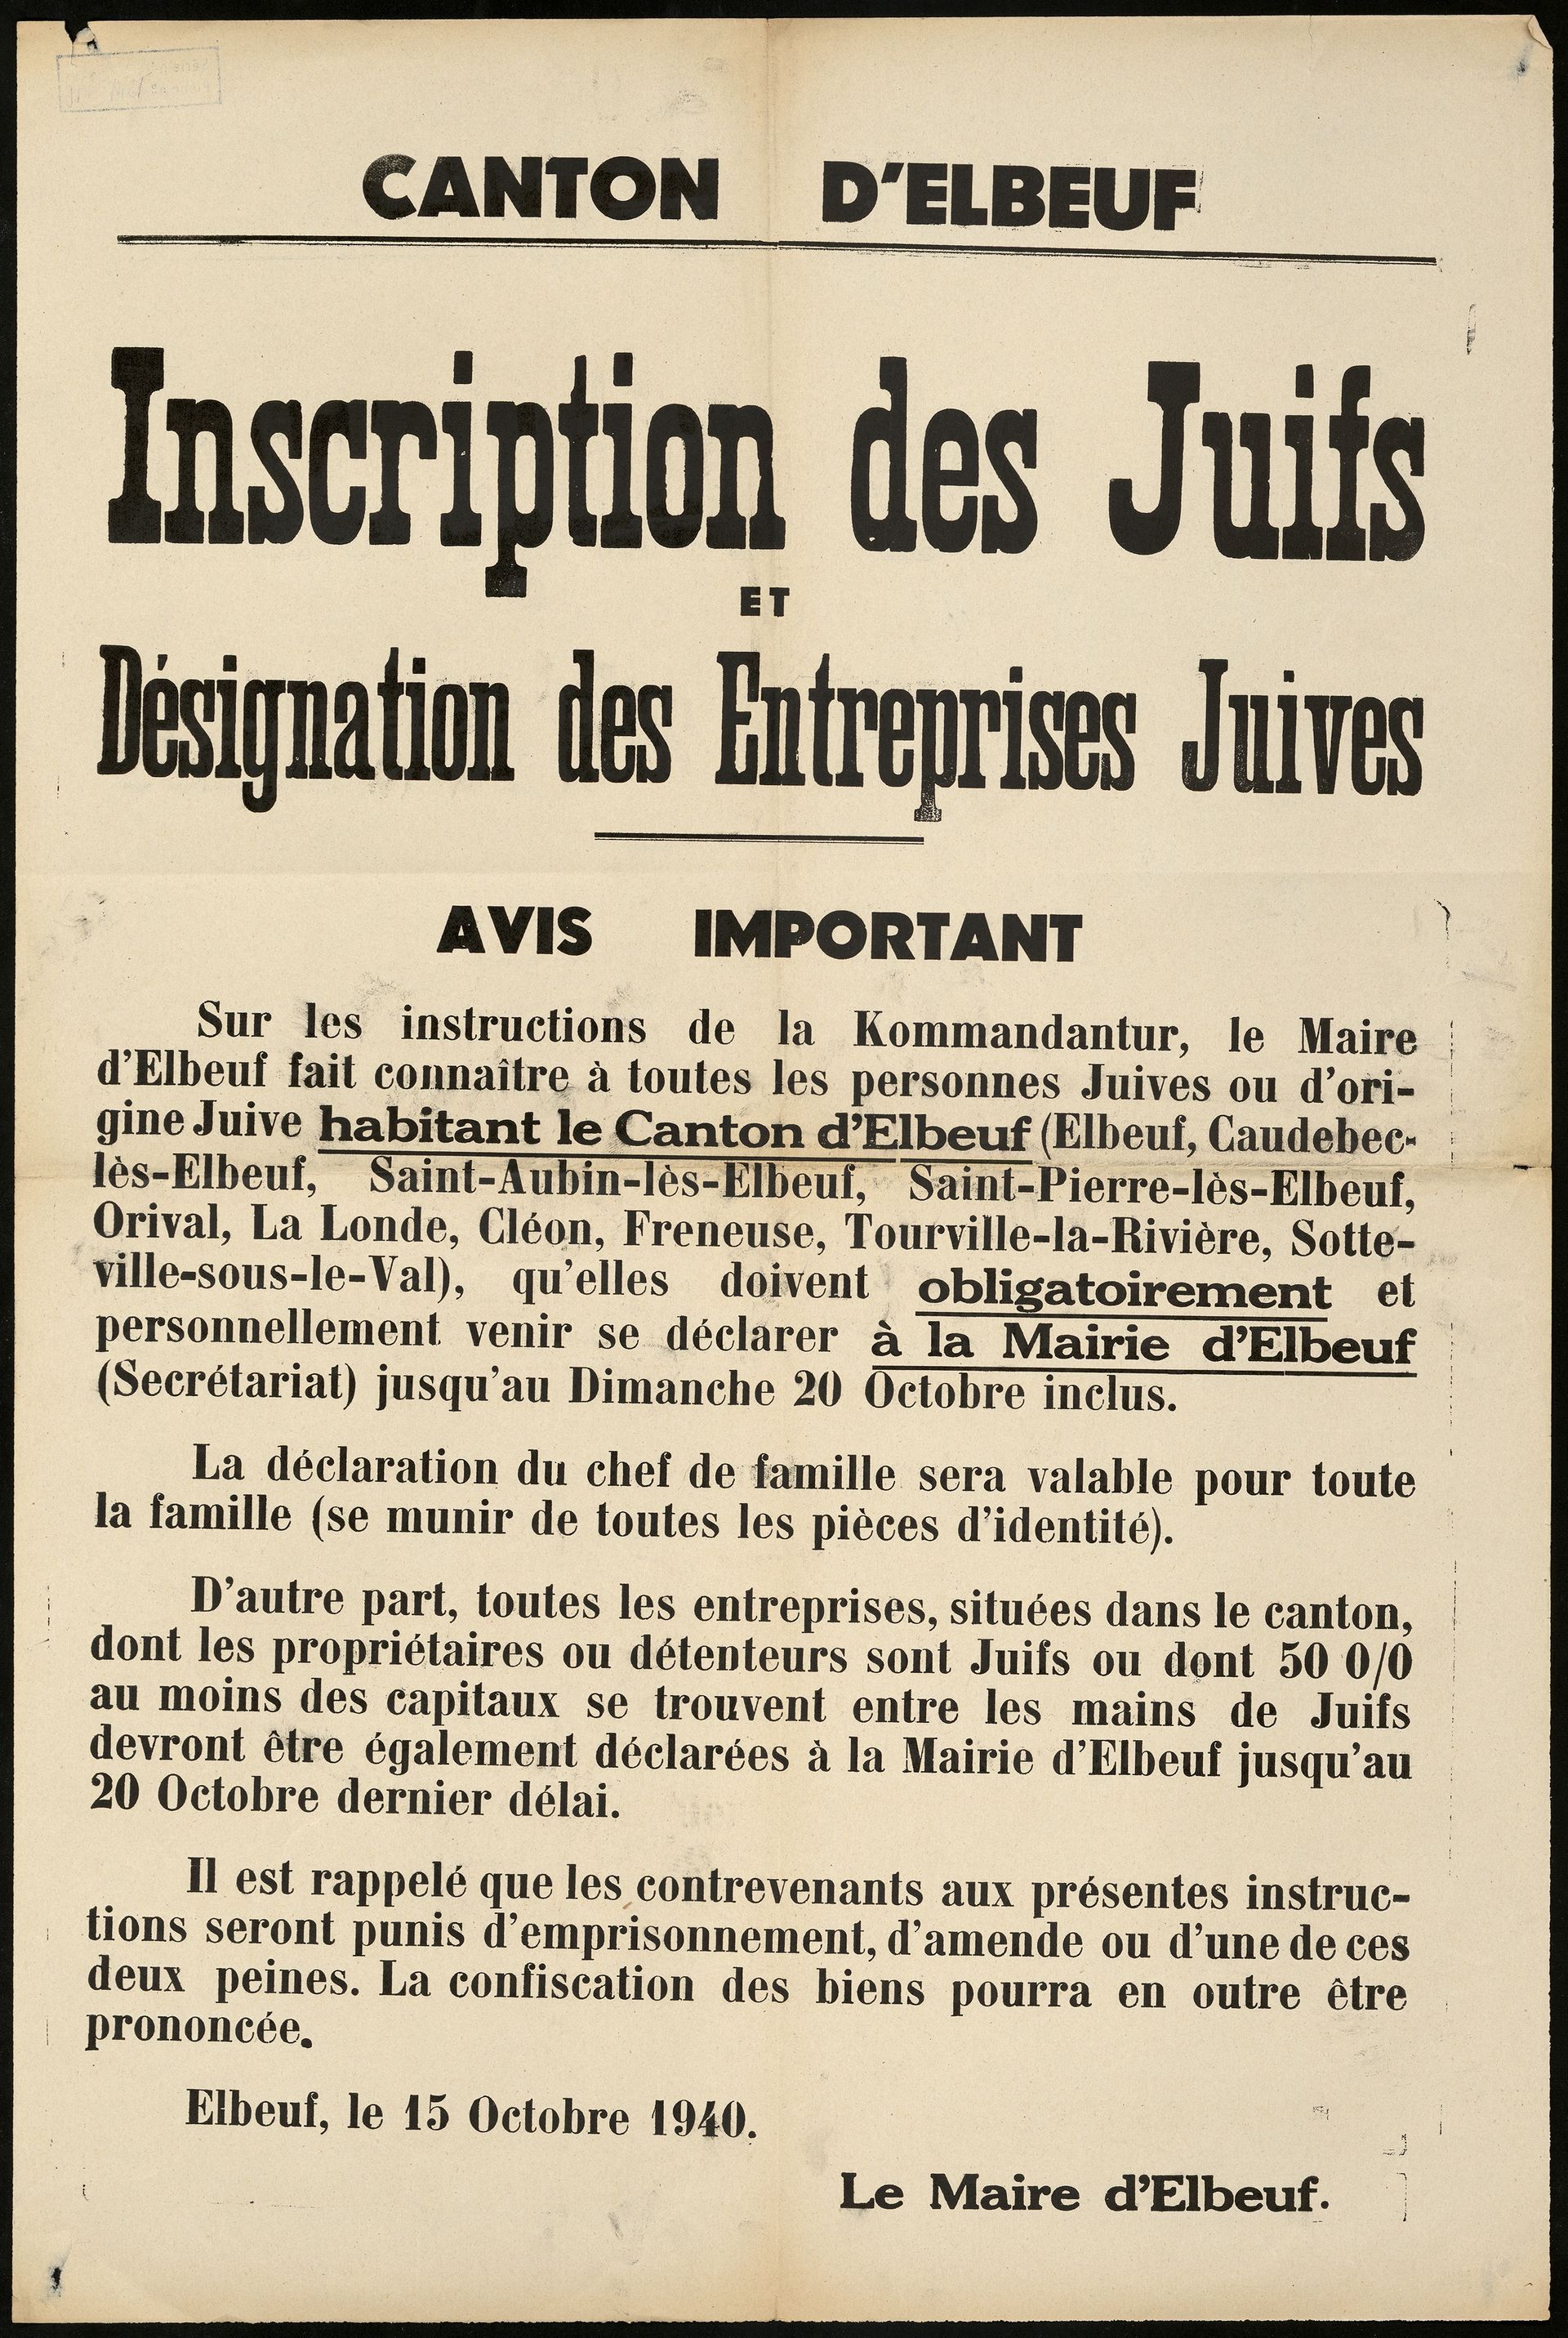 CANTON D'ELBEUF
Inscription des Juifs
ET
Désignation des Entreprises Juives
AVIS IMPORTANT
Sur les instructions de la Kommandantur, le Maire
d'Elbeuf fait connaître à toutes les personnes Juives ou d'ori-
gine Juive habitant le Canton d'Elbeuf (Elbeuf, Caudebec-
lès-Elbeuf, Saint-Aubin-lès-Elbeuf, Saint-Pierre-lès-Elbeuf,
Orival, La Londe, Cléon, Freneuse, Tourville-la-Rivière, Sotte-
ville-sous-le-Val), qu'elles doivent obligatoirement et
personnellement venir se déclarer à la Mairie d'Elbeuf
(Secrétariat) jusqu'au Dimanche 20 Octobre inclus.
La déclaration du chef de famille sera valable pour toute
la famille (se munir de toutes les pièces d'identité).
D'autre part, toutes les entreprises, situées dans le canton,
dont les propriétaires ou détenteurs sont Juifs ou dont 50 0/0
au moins des capitaux se trouvent entre les mains de Juifs
devront être également déclarées à la Mairie d'Elbeuf jusqu'au
20 Octobre dernier délai.
Il est rappelé que les contrevenants aux présentes instruc-
tions seront punis d'emprisonnement, d'amende ou d'une de ces
deux peines. La confiscation des biens pourra en outre être
prononcée.
Elbeuf, le 15 Octobre 1940.
Le Maire d'Elbeuf.